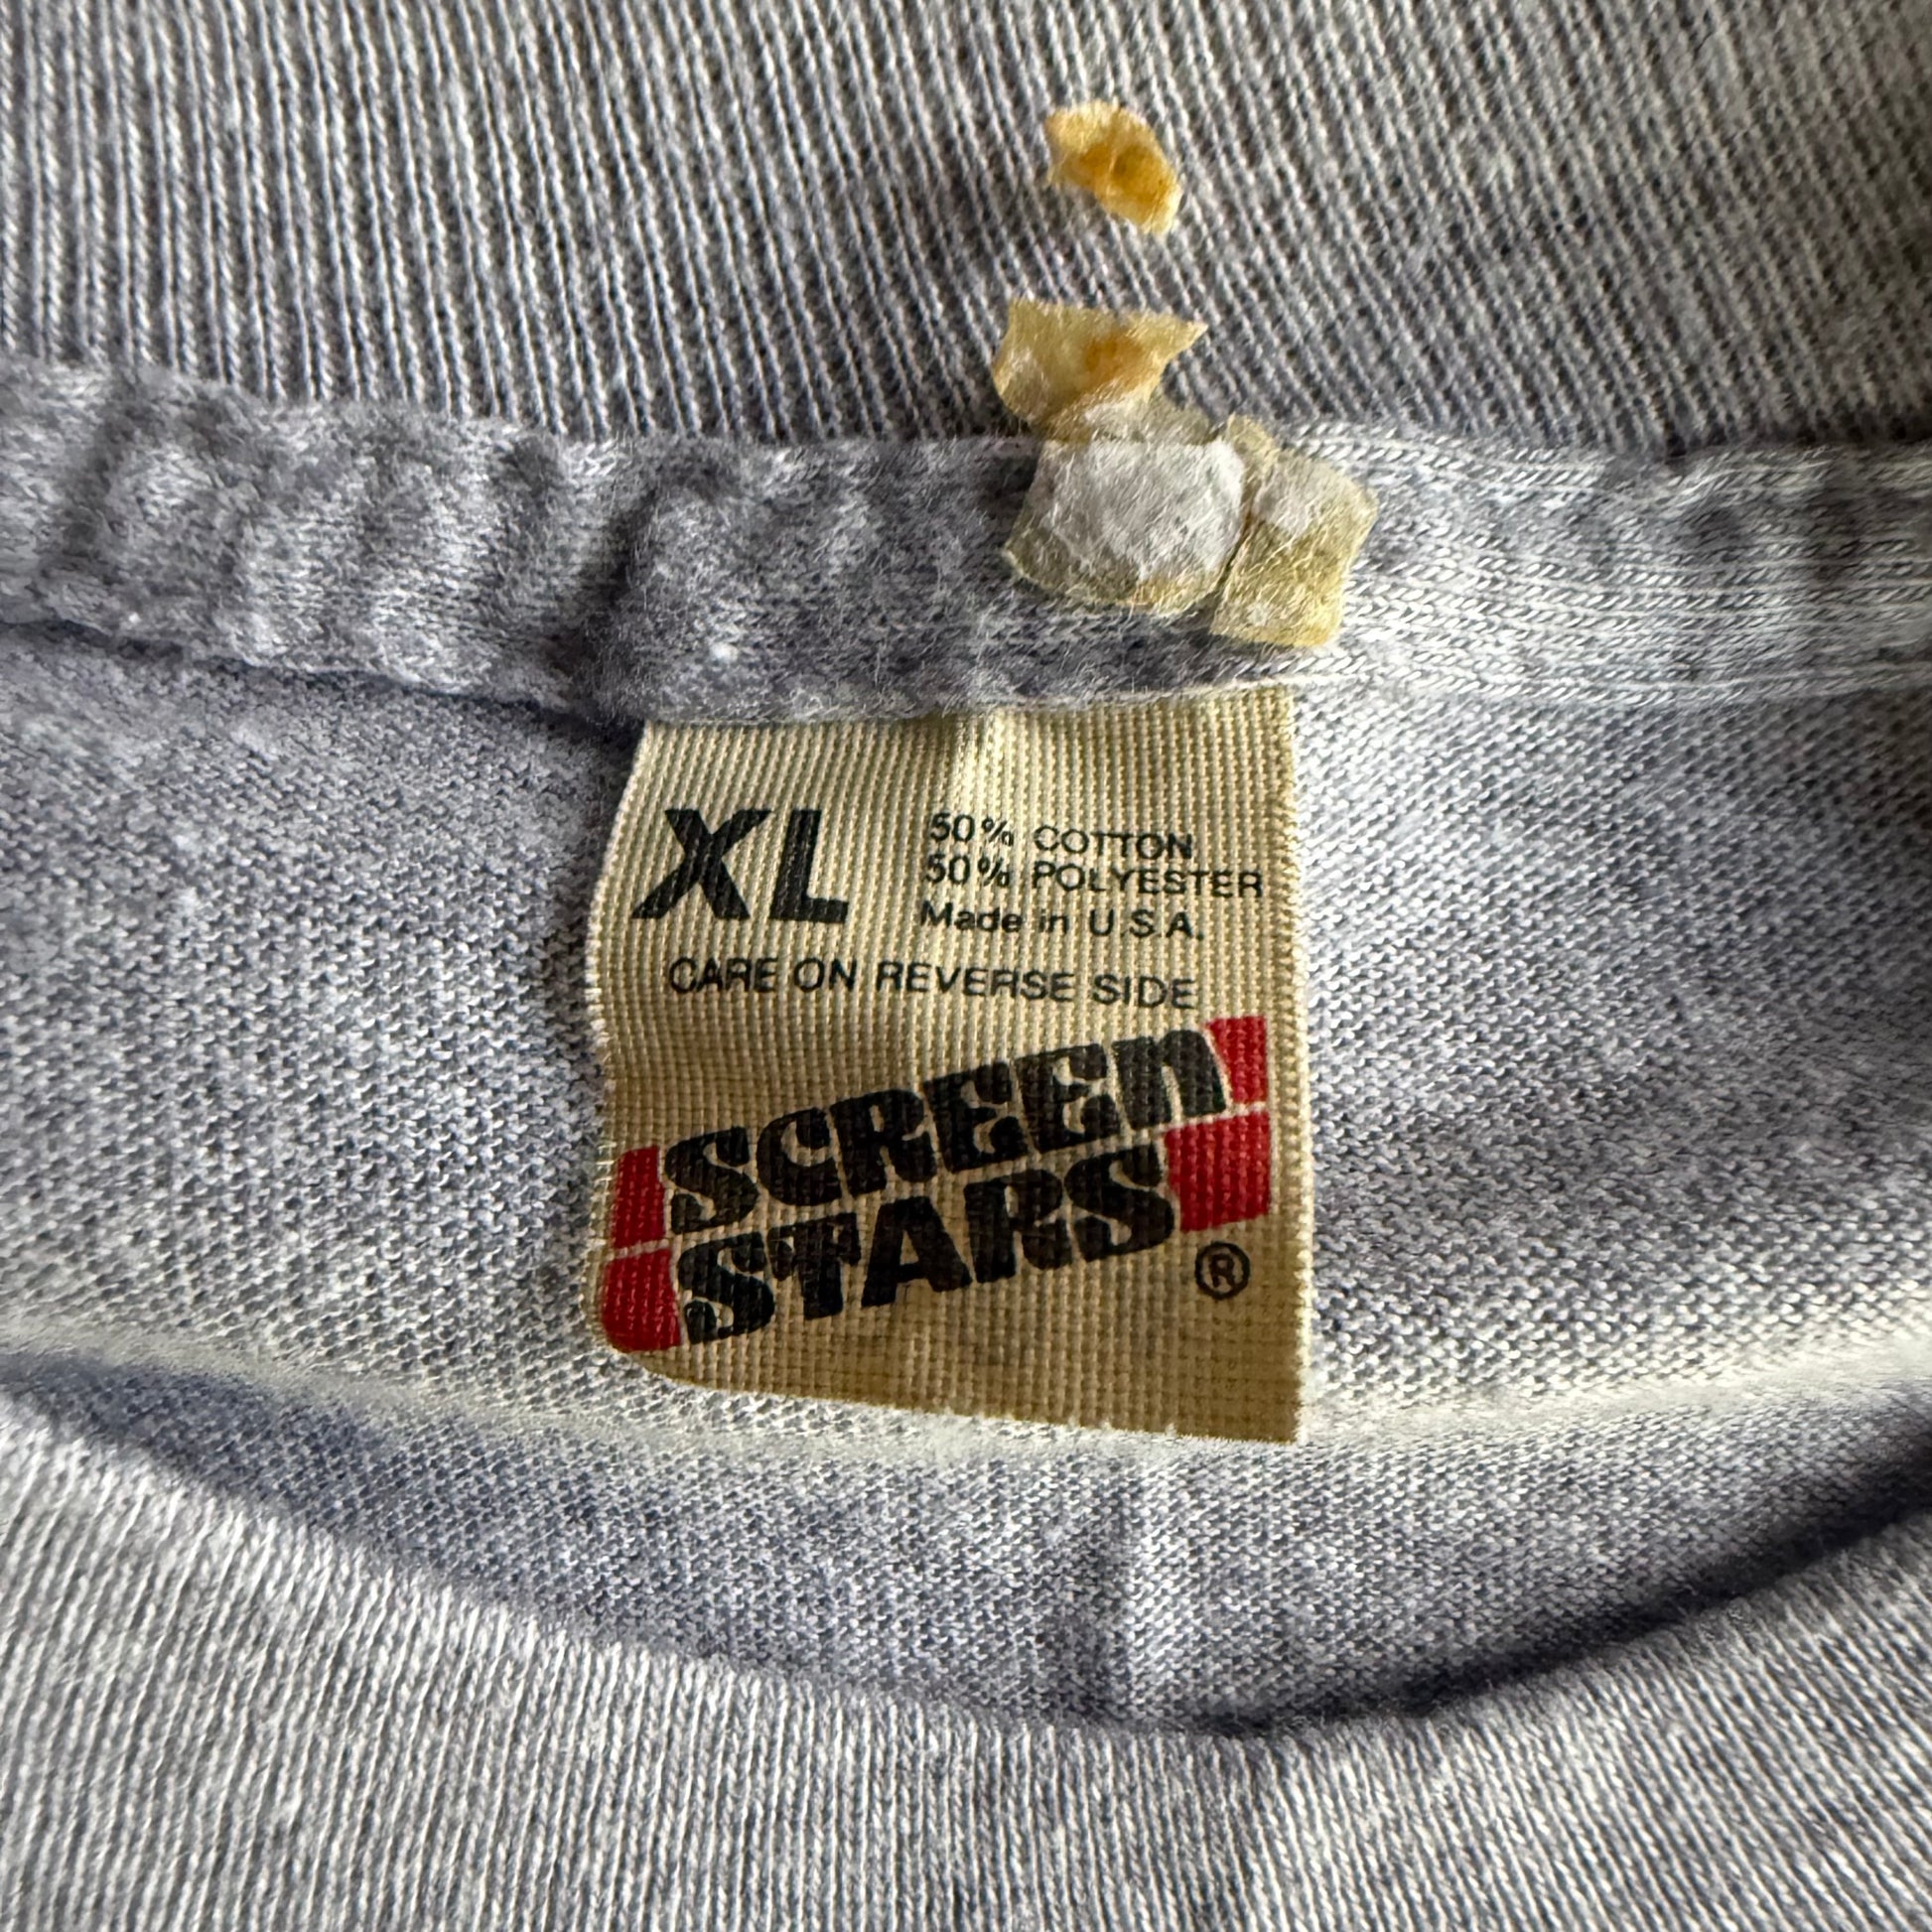 XL
50% COTTON
50% POLYESTER
Made in U.S.A.
CARE ON REVERSE SIDE
SCREEn
STARS
®